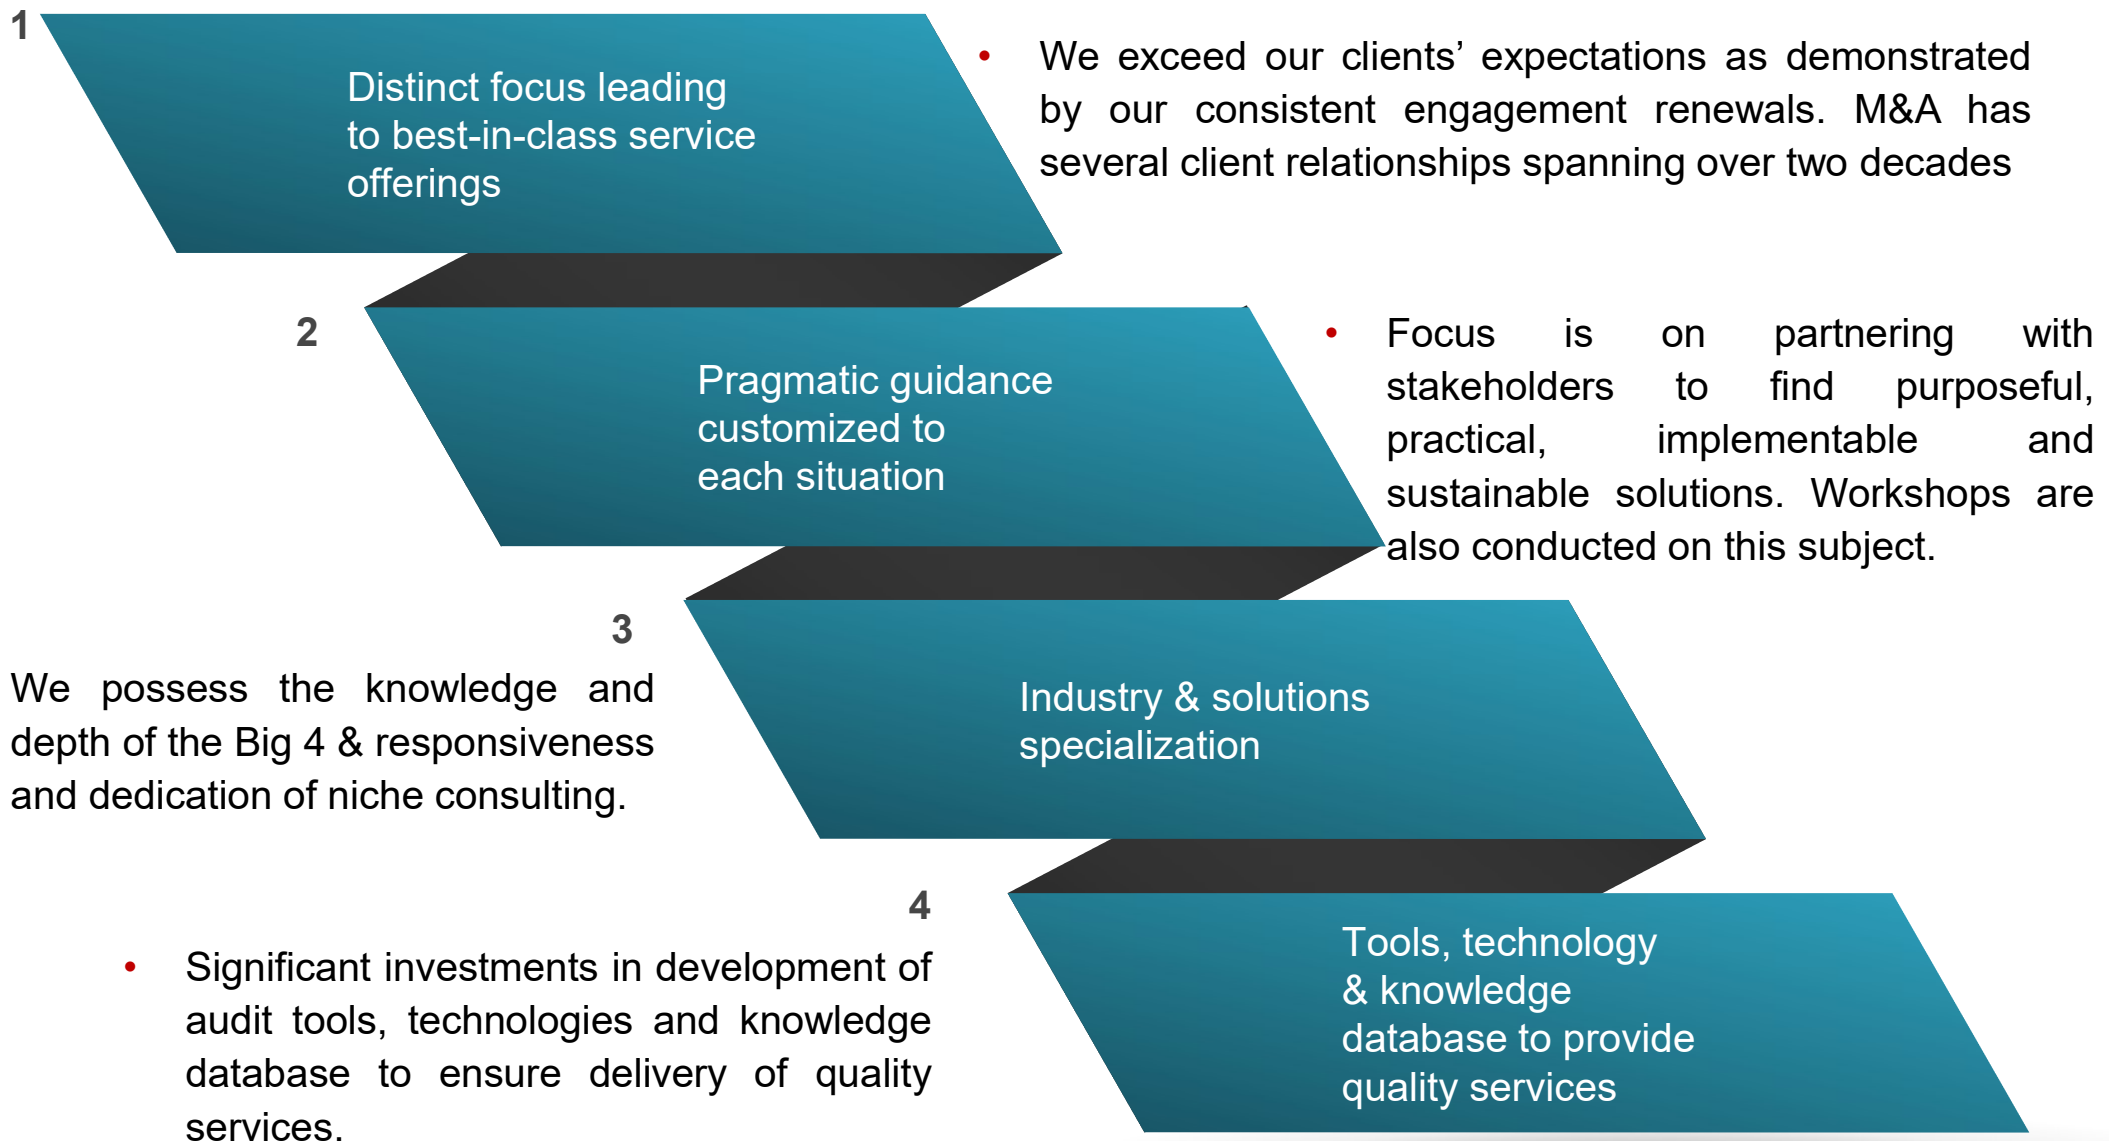 1
Distinct focus leading
to best-in-class service
offerings
• We exceed our clients’ expectations as demonstrated
by our consistent engagement renewals. M&A has
several client relationships spanning over two decades
2
Pragmatic guidance
customized to
each situation
• Focus is on partnering with
stakeholders to find purposeful,
practical, implementable and
sustainable solutions. Workshops are
also conducted on this subject.
3
Industry & solutions
specialization
We possess the knowledge and
depth of the Big 4 & responsiveness
and dedication of niche consulting.
4
Tools, technology
& knowledge
database to provide
quality services
• Significant investments in development of
audit tools, technologies and knowledge
database to ensure delivery of quality
services.